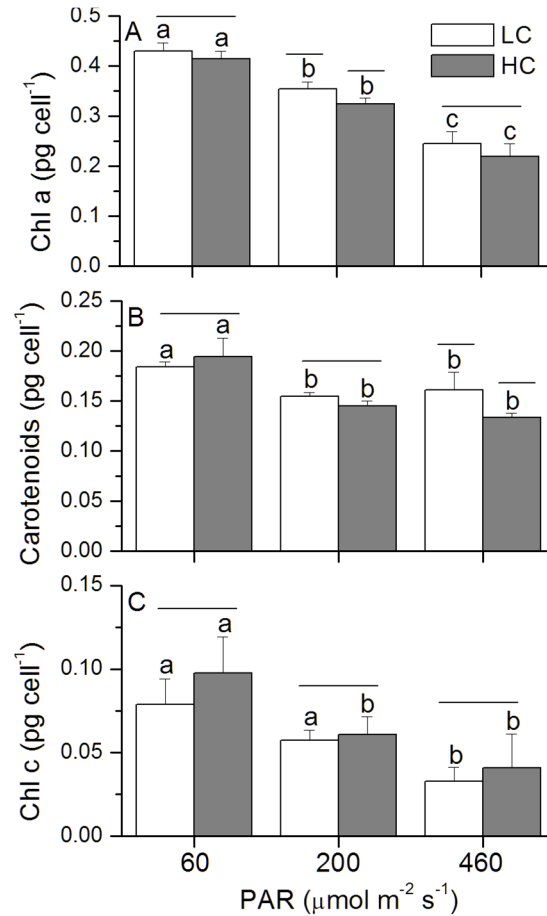 0.5
0.4
0.3
0.2
0.1
0.0
Chl a (pg cell⁻¹)
A
a
a
b
b
c
c
LC
HC
0.25
0.20
0.15
0.10
0.05
0.00
Carotenoids (pg cell⁻¹)
B
a
a
b
b
b
b
0.15
0.10
0.05
0.00
Chl c (pg cell⁻¹)
C
a
a
a
b
b
b
60
200
460
PAR (μmol m⁻² s⁻¹)